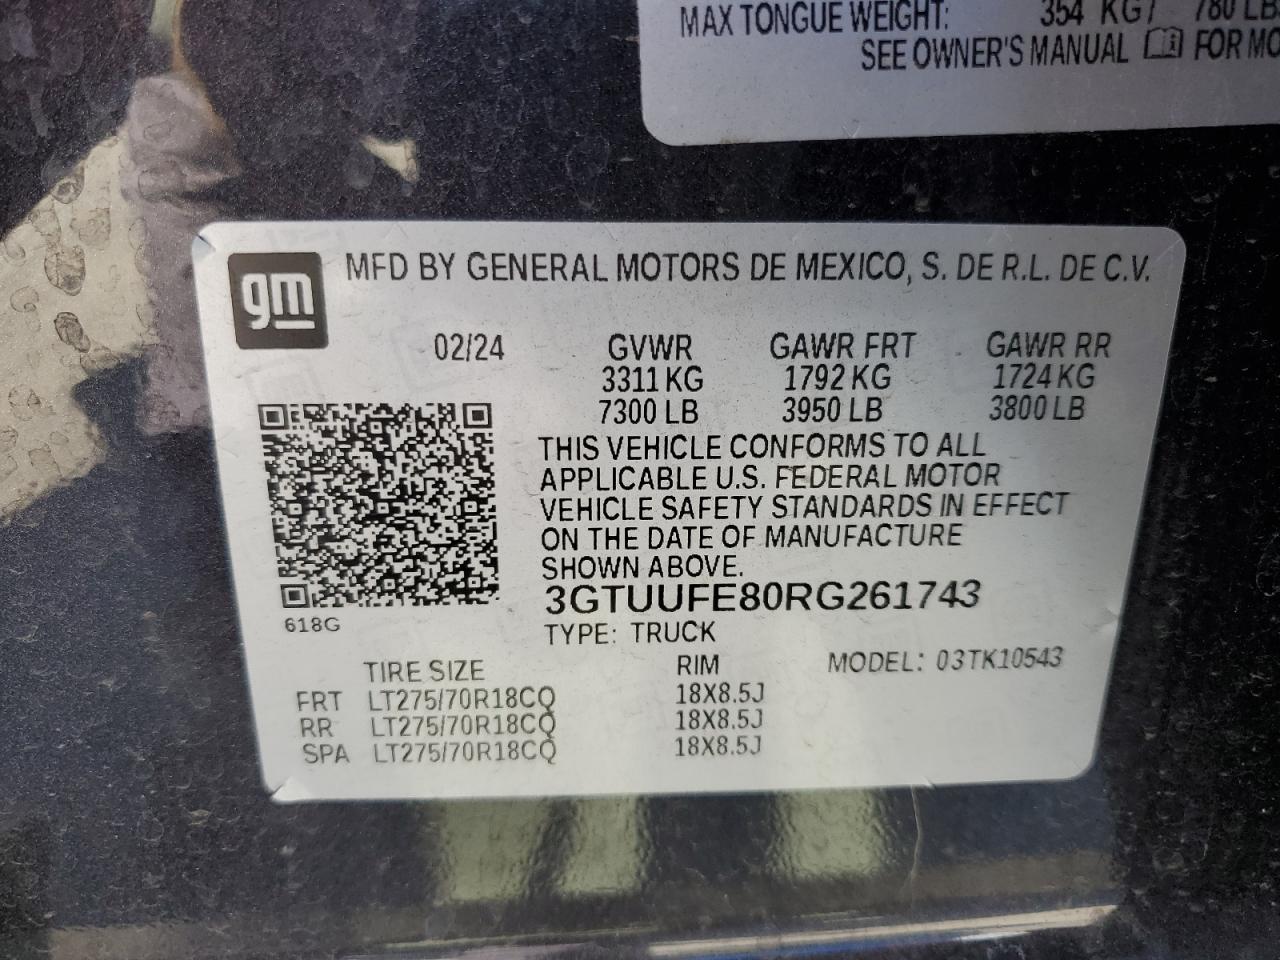 MAX TONGUE WEIGHT: 354 KG/ 780 LB
SEE OWNER'S MANUAL FOR MO
gm
MFD BY GENERAL MOTORS DE MEXICO, S. DE R.L. DE C.V.
02/24 GVWR GAWR FRT GAWR RR
3311 KG 1792 KG 1724 KG
7300 LB 3950 LB 3800 LB
THIS VEHICLE CONFORMS TO ALL
APPLICABLE U.S. FEDERAL MOTOR
VEHICLE SAFETY STANDARDS IN EFFECT
ON THE DATE OF MANUFACTURE
SHOWN ABOVE.
3GTUUFE80RG261743
618G
TYPE: TRUCK
TIRE SIZE RIM MODEL: 03TK10543
FRT LT275/70R18CQ 18X8.5J
RR LT275/70R18CQ 18X8.5J
SPA LT275/70R18CQ 18X8.5J